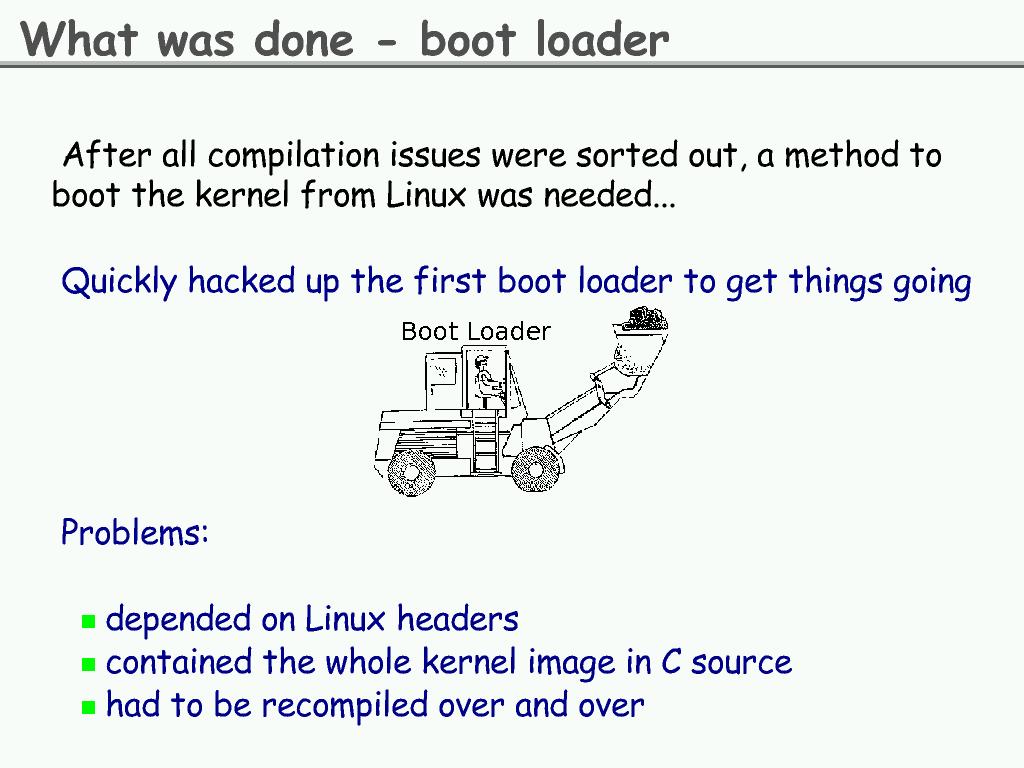 What was done - boot loader
After all compilation issues were sorted out, a method to
boot the kernel from Linux was needed...
Quickly hacked up the first boot loader to get things going
Boot Loader
Problems:
depended on Linux headers
contained the whole kernel image in C source
had to be recompiled over and over